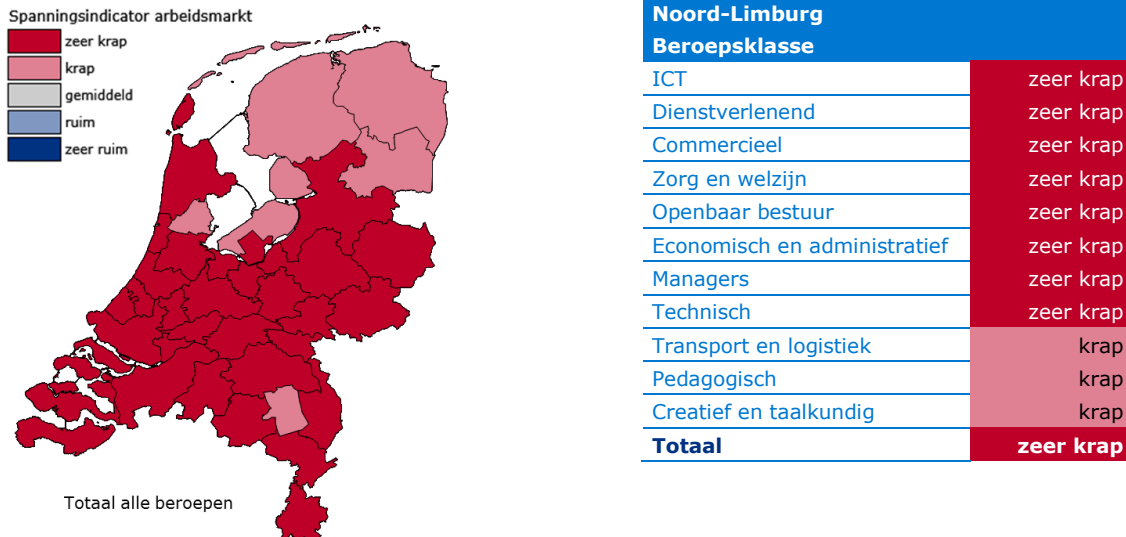 Spanningsindicator arbeidsmarkt
zeer krap
krap
gemiddeld
ruim
zeer ruim
Totaal alle beroepen
Noord-Limburg
Beroepsklasse
ICT zeer krap
Dienstverlenend zeer krap
Commercieel zeer krap
Zorg en welzijn zeer krap
Openbaar bestuur zeer krap
Economisch en administratief zeer krap
Managers zeer krap
Technisch zeer krap
Transport en logistiek krap
Pedagogisch krap
Creatief en taalkundig krap
Totaal zeer krap